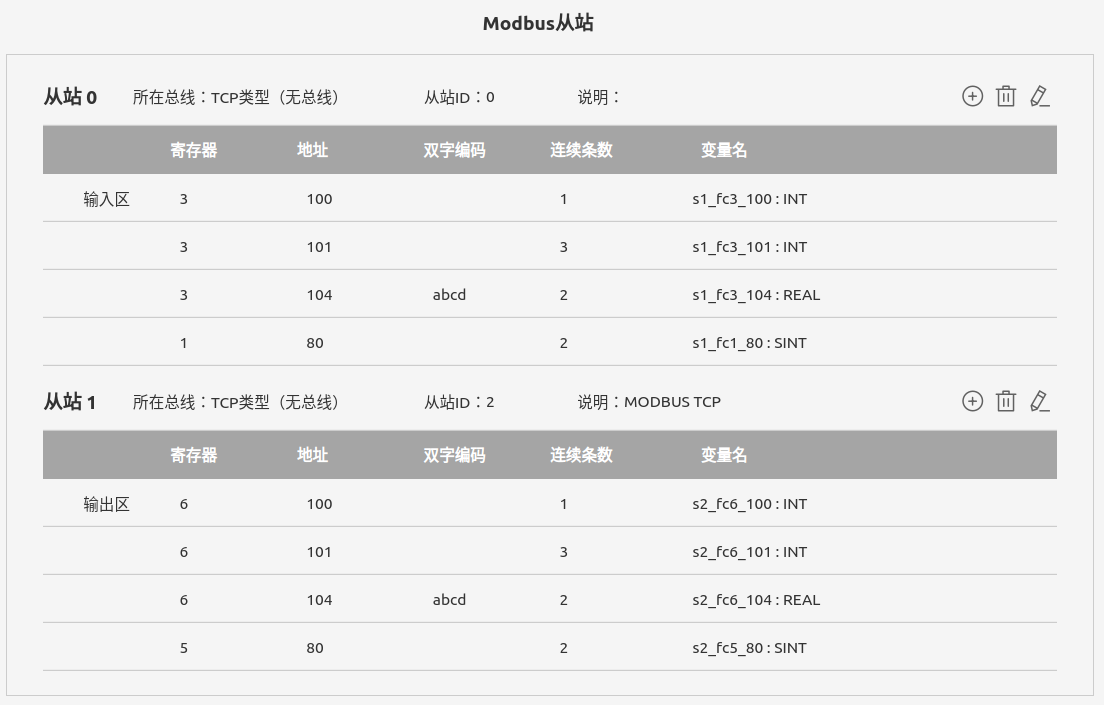 Modbus从站
从站 0 所在总线：TCP类型（无总线） 从站ID：0 说明：
寄存器 地址 双字编码 连续条数 变量名
输入区 3 100 1 s1_fc3_100 : INT
3 101 3 s1_fc3_101 : INT
3 104 abcd 2 s1_fc3_104 : REAL
1 80 2 s1_fc1_80 : SINT
从站 1 所在总线：TCP类型（无总线） 从站ID：2 说明：MODBUS TCP
寄存器 地址 双字编码 连续条数 变量名
输出区 6 100 1 s2_fc6_100 : INT
6 101 3 s2_fc6_101 : INT
6 104 abcd 2 s2_fc6_104 : REAL
5 80 2 s2_fc5_80 : SINT